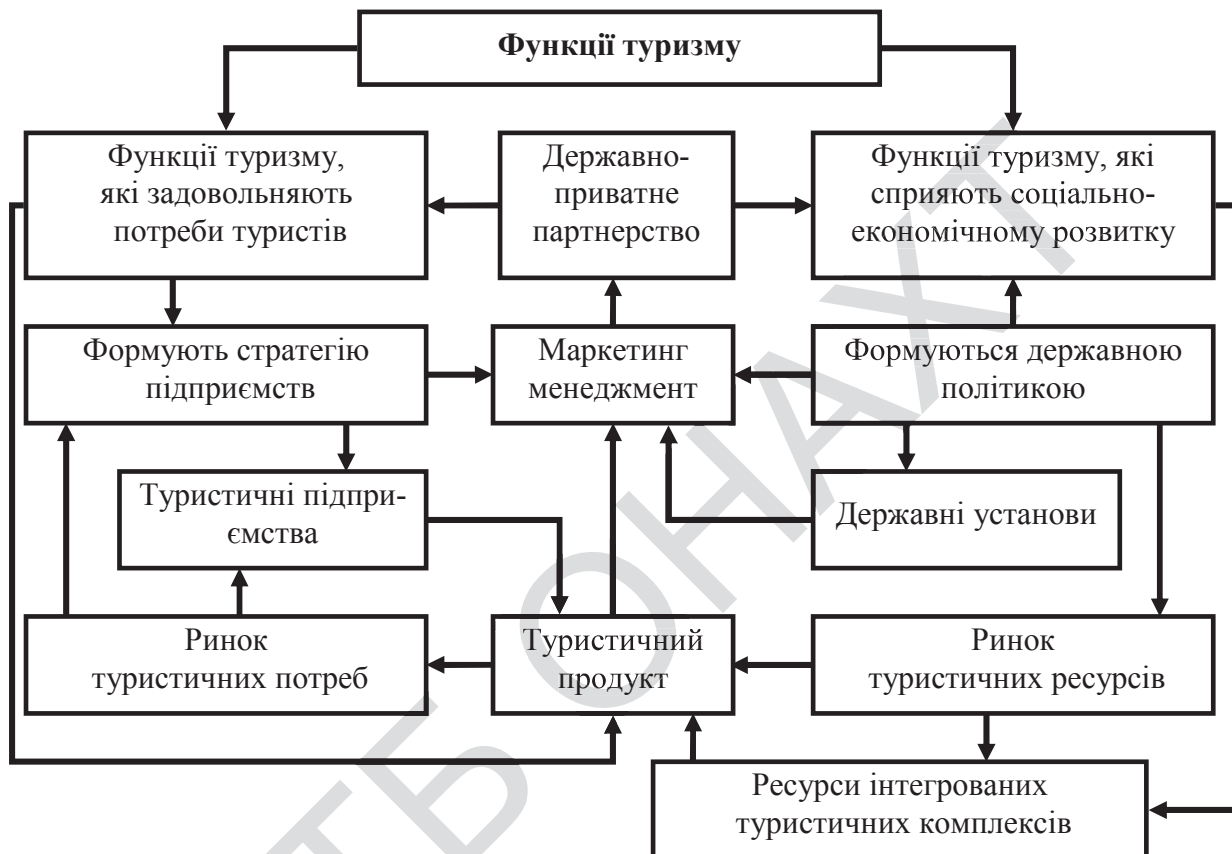 Функції туризму
Функції туризму,
які задовольняють
потреби туристів
Державно-
приватне
партнерство
Функції туризму, які
сприяють соціально-
економічному розвитку
Формують стратегію
підприємств
Маркетинг
менеджмент
Формуються державною
політикою
Туристичні підпри-
ємства
Державні установи
Ринок
туристичних потреб
Туристичний
продукт
Ринок
туристичних ресурсів
Ресурси інтегрованих
туристичних комплексів
ТЬ ОНАХТ